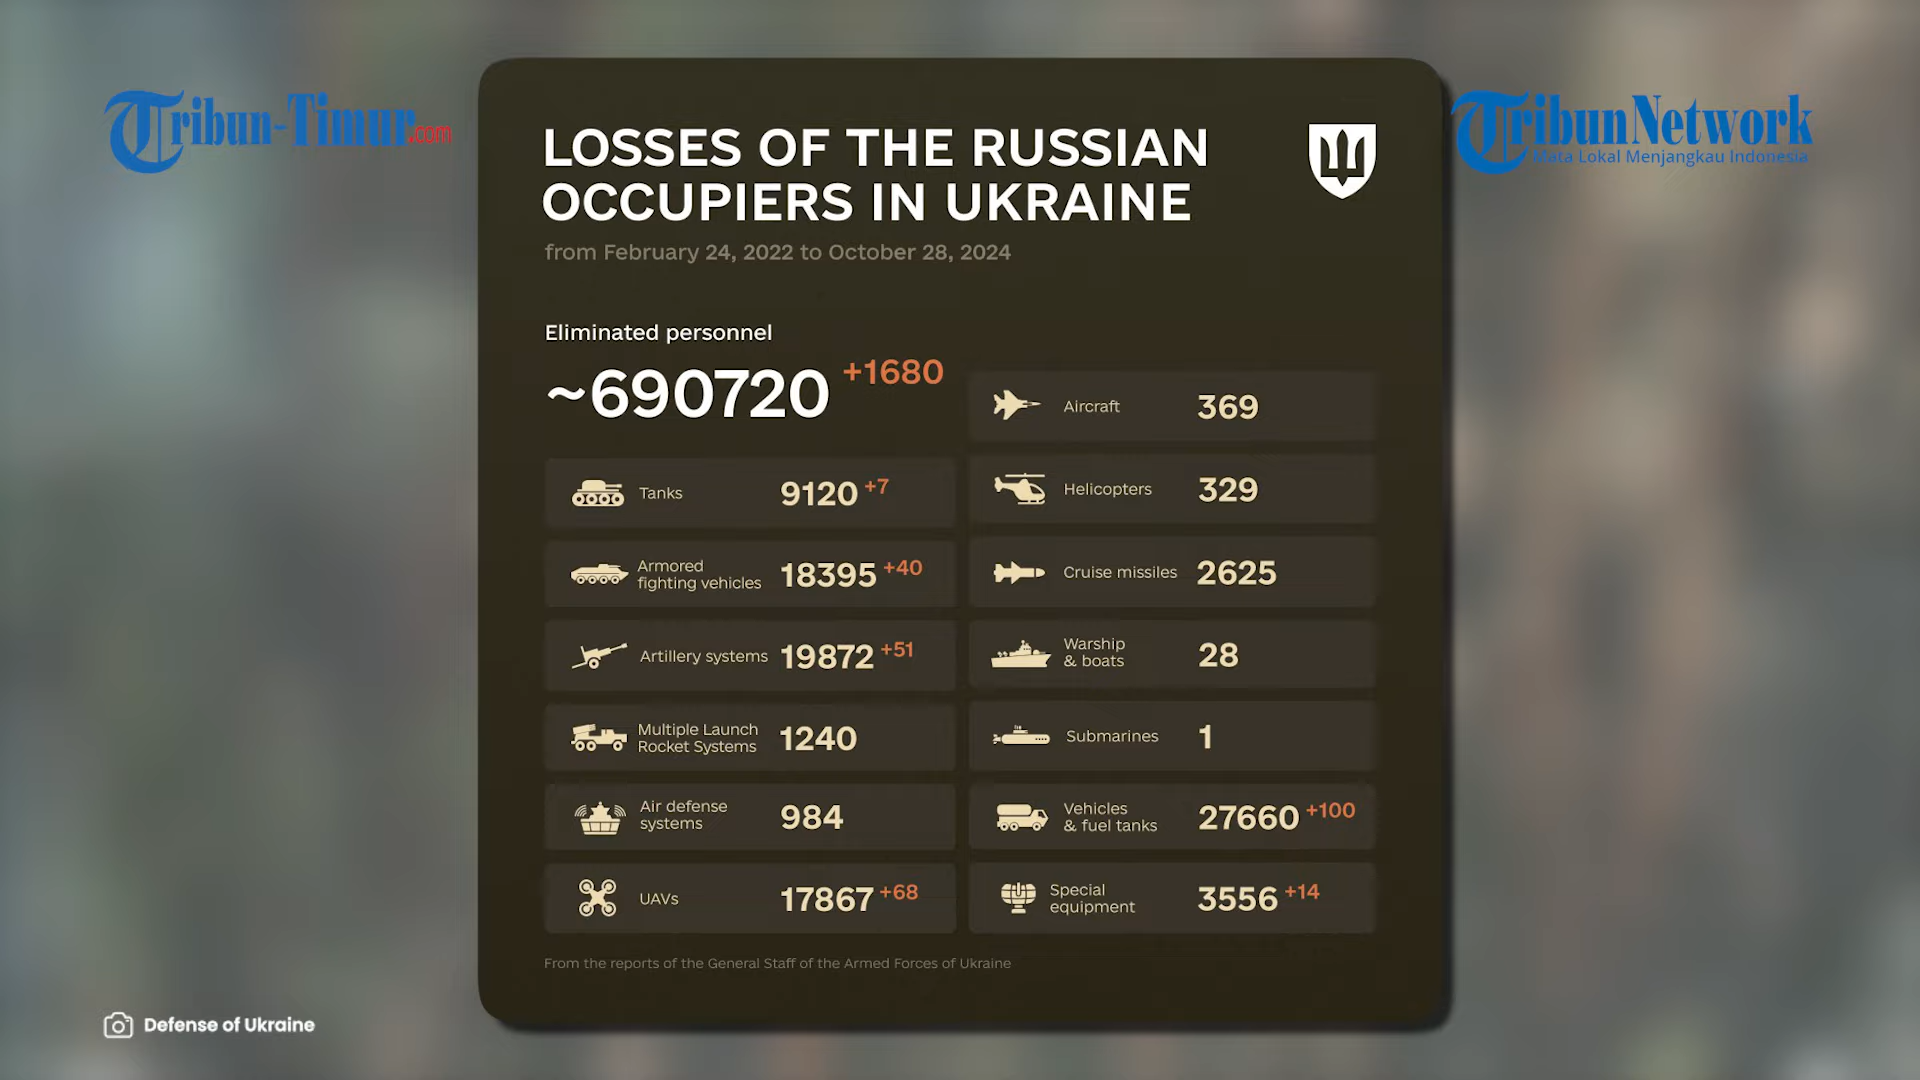 Tribun-Timur.com
TribunNetwork
Mata Lokal Menjangkau Indonesia
LOSSES OF THE RUSSIAN
OCCUPIERS IN UKRAINE
from February 24, 2022 to October 28, 2024
Eliminated personnel
~690720 +1680
Tanks 9120 +7
Armored
fighting vehicles 18395 +40
Artillery systems 19872 +51
Multiple Launch
Rocket Systems 1240
Air defense
systems 984
UAVs 17867 +68
Aircraft 369
Helicopters 329
Cruise missiles 2625
Warship
& boats 28
Submarines 1
Vehicles
& fuel tanks 27660 +100
Special
equipment 3556 +14
From the reports of the General Staff of the Armed Forces of Ukraine
Defense of Ukraine